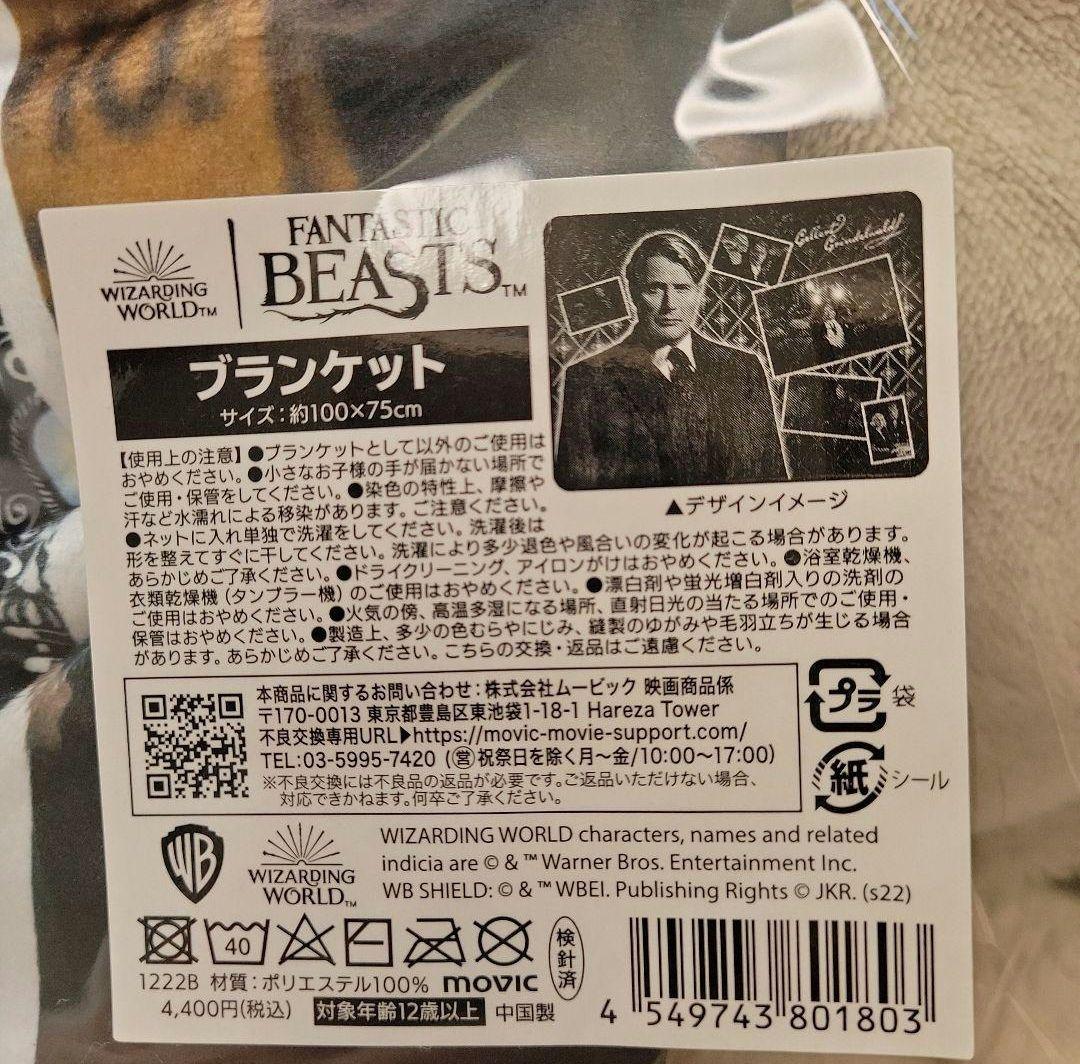 WIZARDING
WORLD™
FANTASTIC
BEASTS™
Gellert
Grindelwald
ブランケット
サイズ：約100×75cm
▲デザインイメージ
【使用上の注意】●ブランケットとして以外のご使用は
おやめください。●小さなお子様の手が届かない場所で
ご使用・保管をしてください。●染色の特性上、摩擦や
汗など水濡れによる移染があります。ご注意ください。
●ネットに入れ単独で洗濯をしてください。洗濯後は
形を整えてすぐに干してください。洗濯により多少退色や風合いの変化が起こる場合があります。
あらかじめご了承ください。●ドライクリーニング、アイロンがけはおやめください。●浴室乾燥機、
衣類乾燥機（タンブラー機）のご使用はおやめください。●漂白剤や蛍光増白剤入りの洗剤の
ご使用はおやめください。●火気の傍、高温多湿になる場所、直射日光の当たる場所でのご使用・
保管はおやめください。●製造上、多少の色むらやにじみ、縫製のゆがみや毛羽立ちが生じる場合
があります。あらかじめご了承ください。こちらの交換・返品はご遠慮ください。
本商品に関するお問い合わせ：株式会社ムービック 映画商品係
〒170-0013 東京都豊島区東池袋1-18-1 Hareza Tower
不良交換専用URL▶https://movic-movie-support.com/
TEL:03-5995-7420 (営祝祭日を除く月〜金/10:00〜17:00)
※不良交換には不良品の返品が必要です。ご返品いただけない場合、
対応できかねます。何卒ご了承ください。
プラ 袋
紙 シール
WB
WIZARDING
WORLD™
WIZARDING WORLD characters, names and related
indicia are © & ™ Warner Bros. Entertainment Inc.
WB SHIELD: © & ™ WBEI. Publishing Rights © JKR. (s22)
40
検針済
1222B 材質：ポリエステル100% movic
4,400円(税込) 対象年齢12歳以上 中国製
4 549743 801803